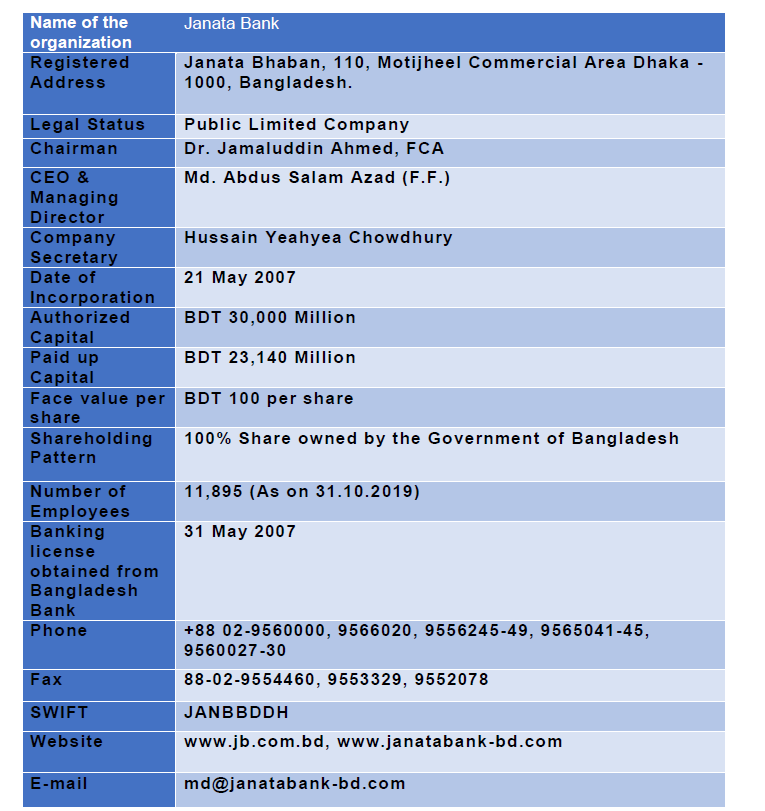 Name of the
organization
Janata Bank
Registered
Address
Janata Bhaban, 110, Motijheel Commercial Area Dhaka -
1000, Bangladesh.
Legal Status
Public Limited Company
Chairman
Dr. Jamaluddin Ahmed, FCA
CEO &
Managing
Director
Md. Abdus Salam Azad (F.F.)
Company
Secretary
Hussain Yeahyea Chowdhury
Date of
Incorporation
21 May 2007
Authorized
Capital
BDT 30,000 Million
Paid up
Capital
BDT 23,140 Million
Face value per
share
BDT 100 per share
Shareholding
Pattern
100% Share owned by the Government of Bangladesh
Number of
Employees
11,895 (As on 31.10.2019)
Banking
license
obtained from
Bangladesh
Bank
31 May 2007
Phone
+88 02-9560000, 9566020, 9556245-49, 9565041-45,
9560027-30
Fax
88-02-9554460, 9553329, 9552078
SWIFT
JANBBDDH
Website
www.jb.com.bd, www.janatabank-bd.com
E-mail
md@janatabank-bd.com